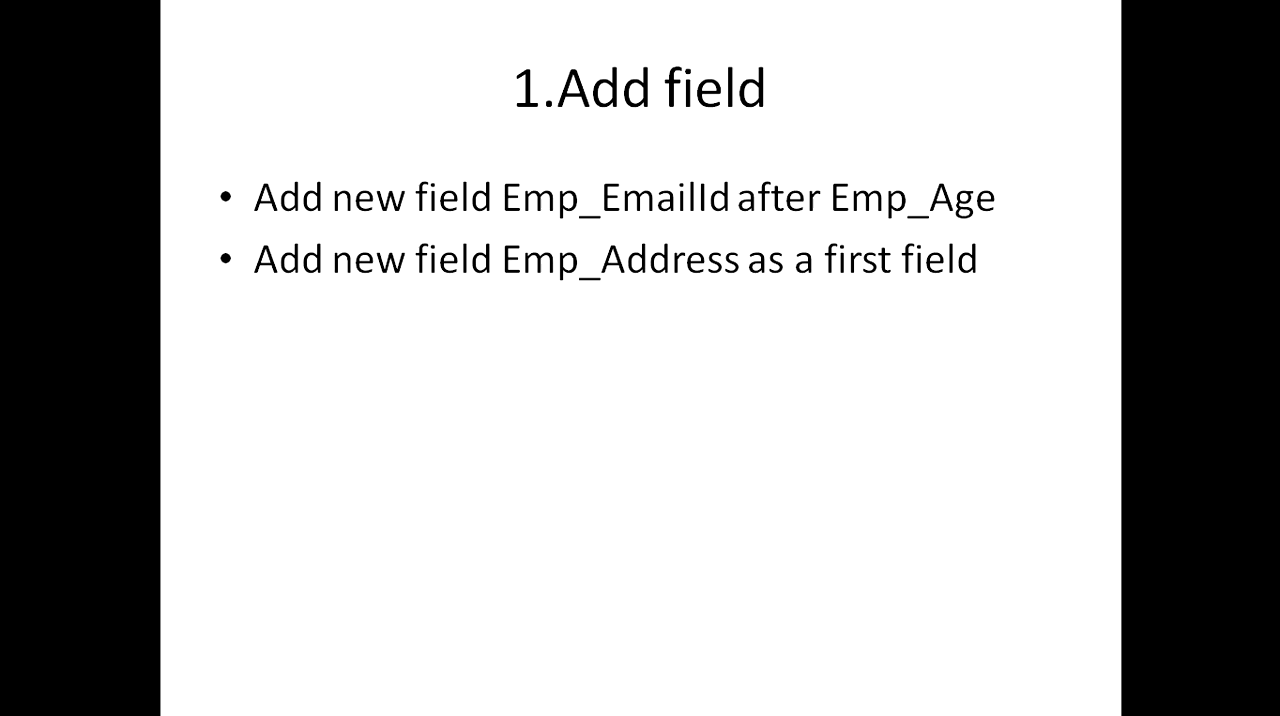 1.Add field
• Add new field Emp_EmailId after Emp_Age
• Add new field Emp_Address as a first field